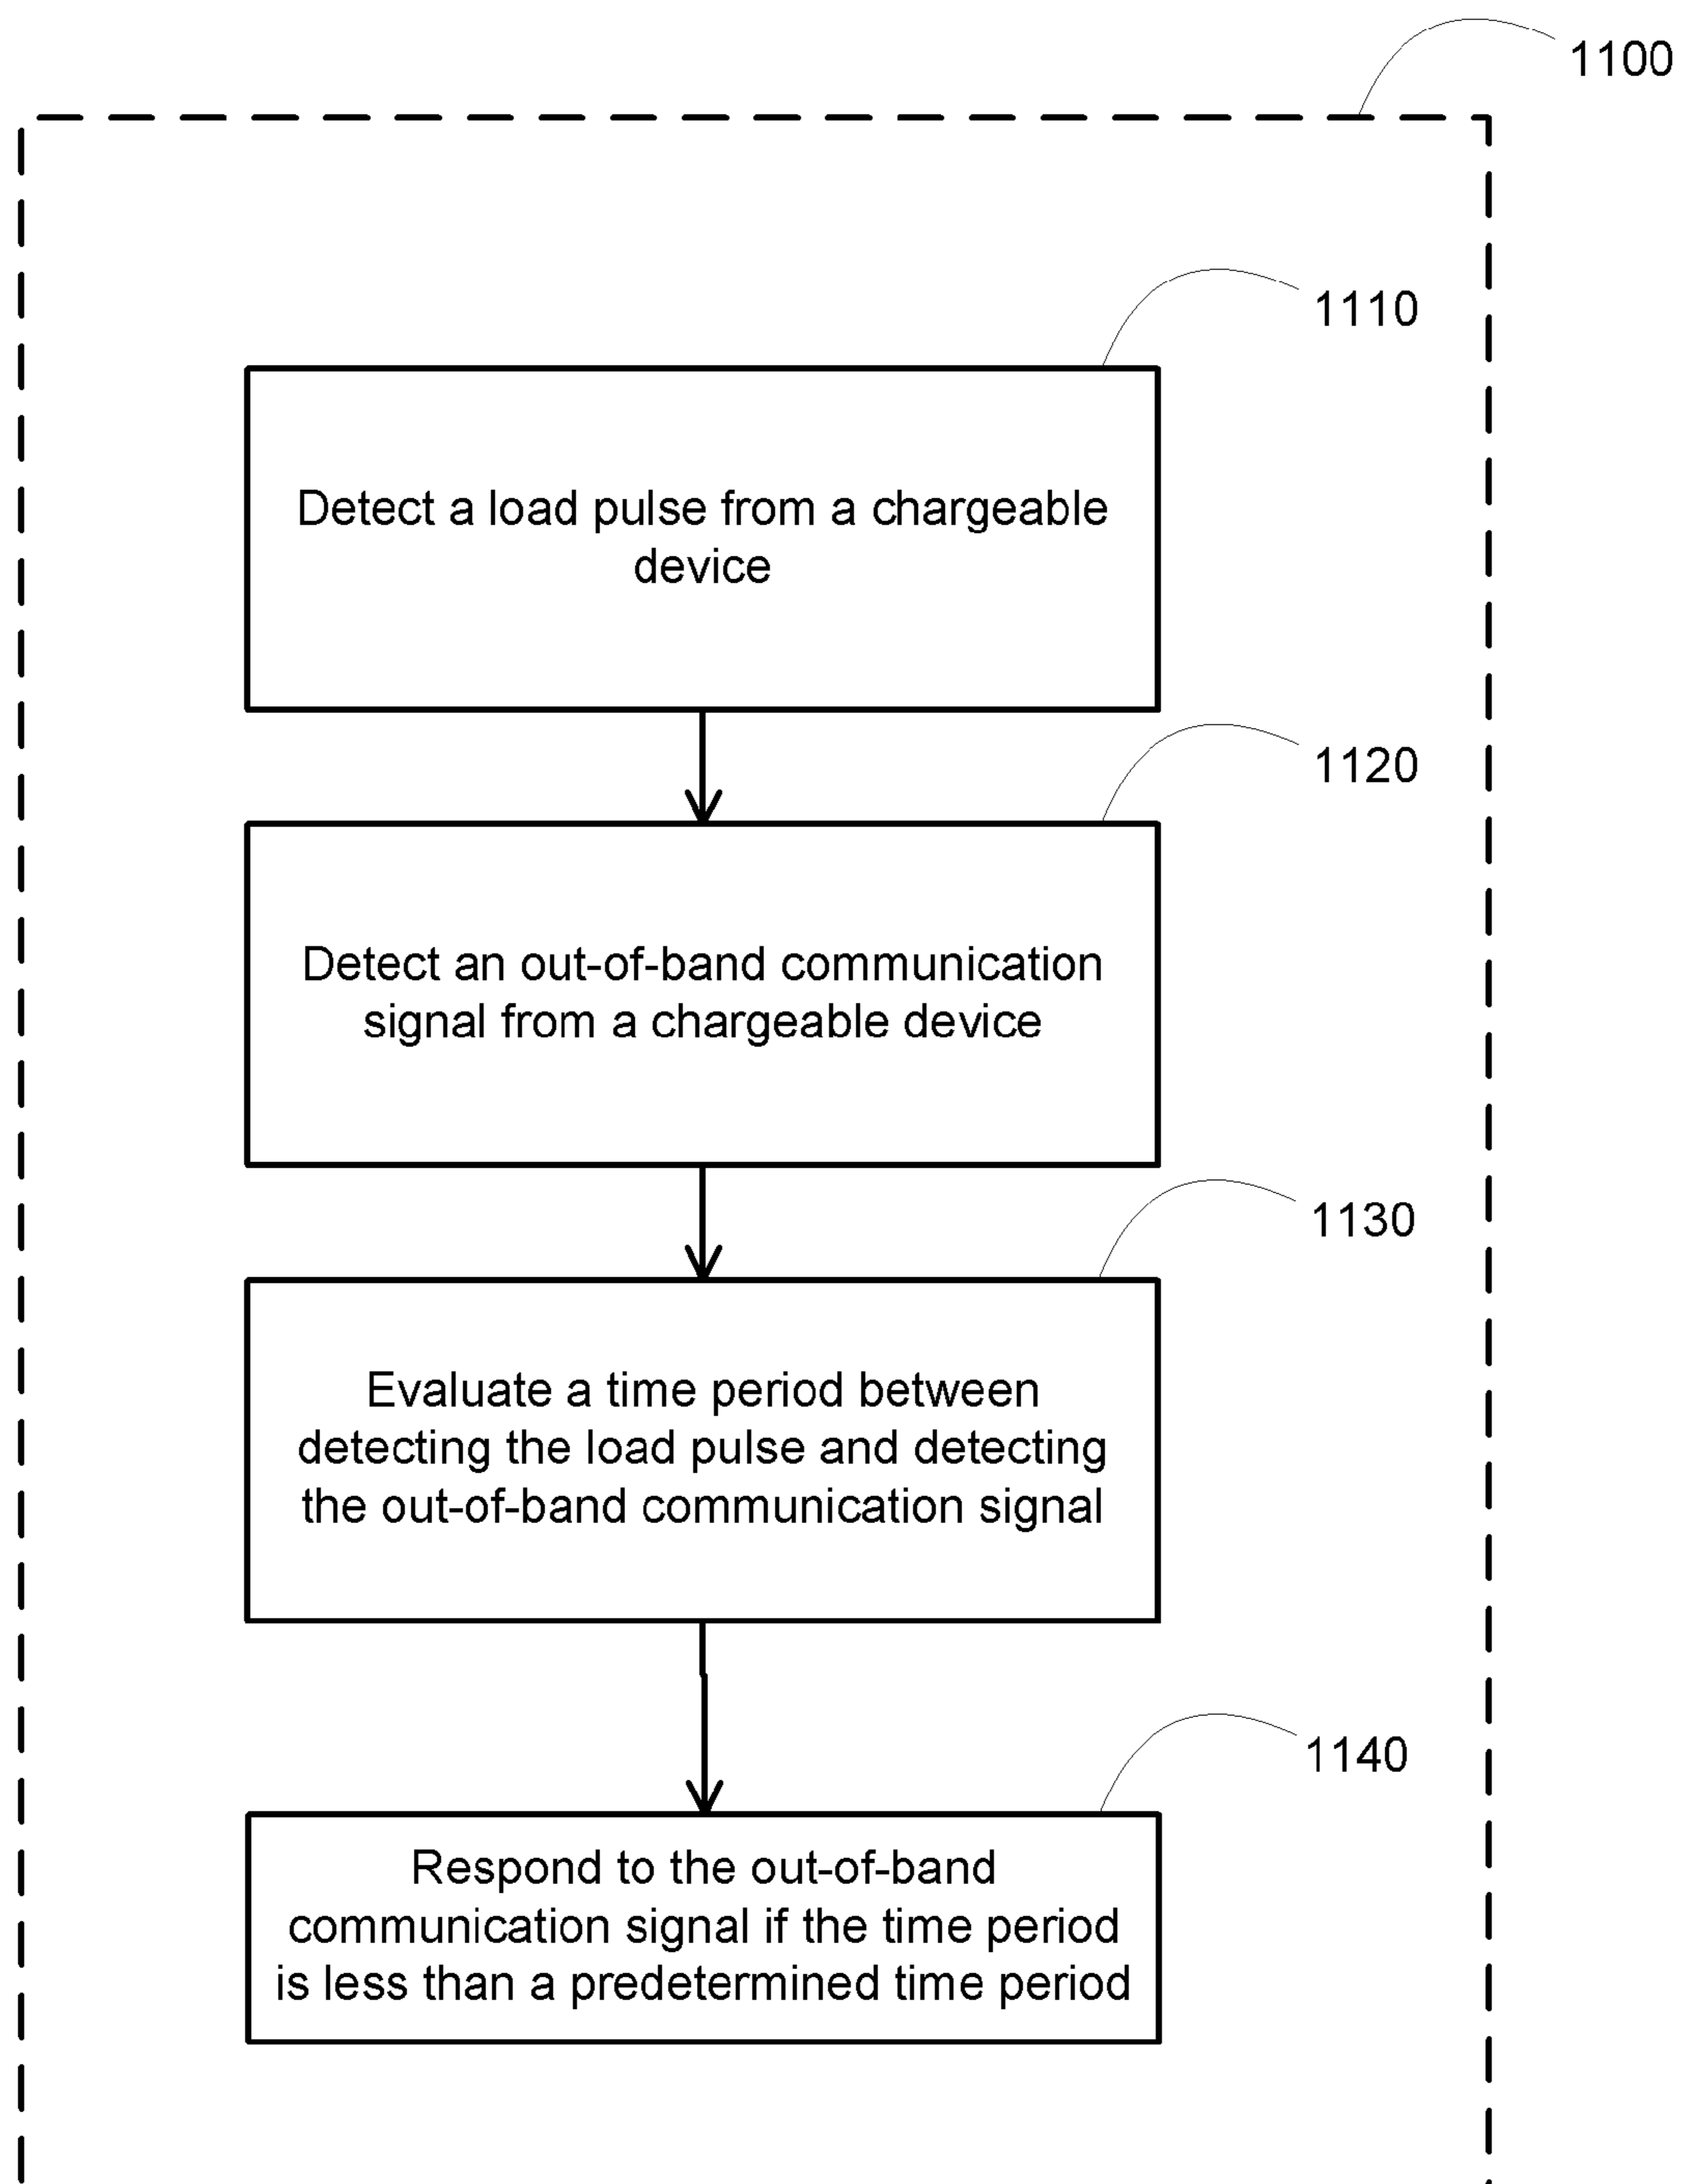 1100
1110
Detect a load pulse from a chargeable
device
1120
Detect an out-of-band communication
signal from a chargeable device
1130
Evaluate a time period between
detecting the load pulse and detecting
the out-of-band communication signal
1140
Respond to the out-of-band
communication signal if the time period
is less than a predetermined time period